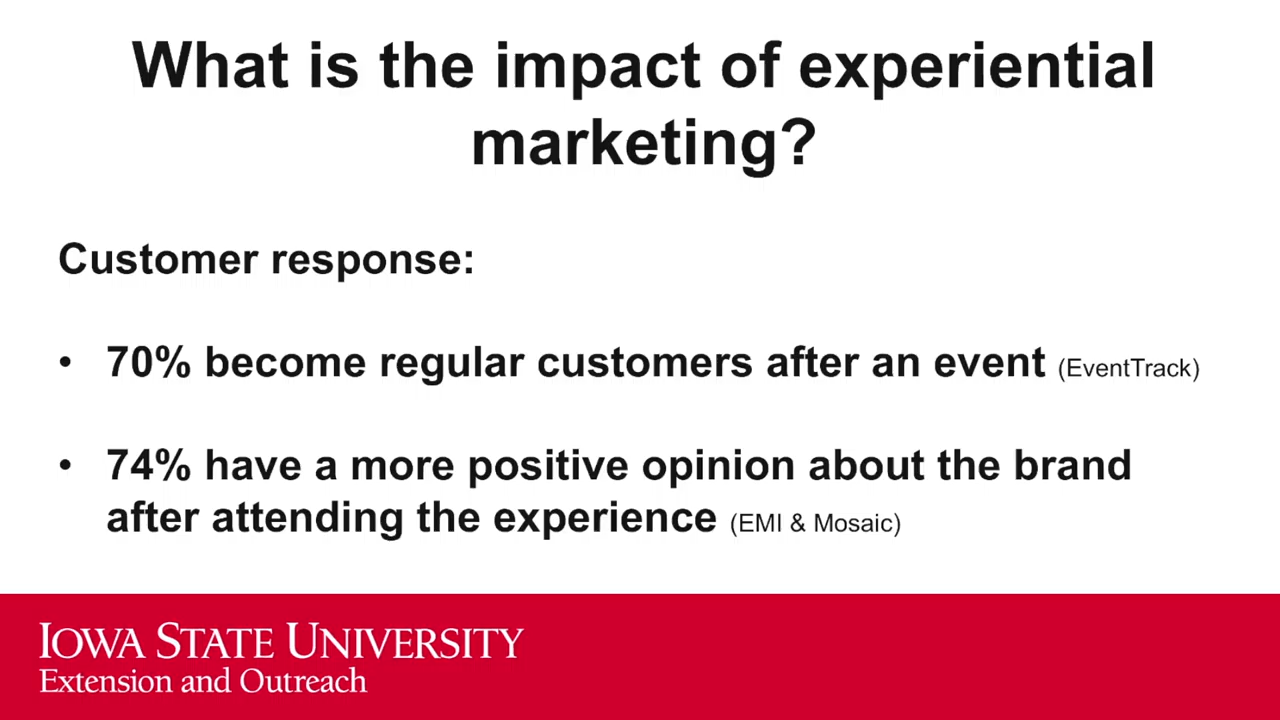 What is the impact of experiential
marketing?
Customer response:
• 70% become regular customers after an event (EventTrack)
• 74% have a more positive opinion about the brand
after attending the experience (EMI & Mosaic)
IOWA STATE UNIVERSITY
Extension and Outreach